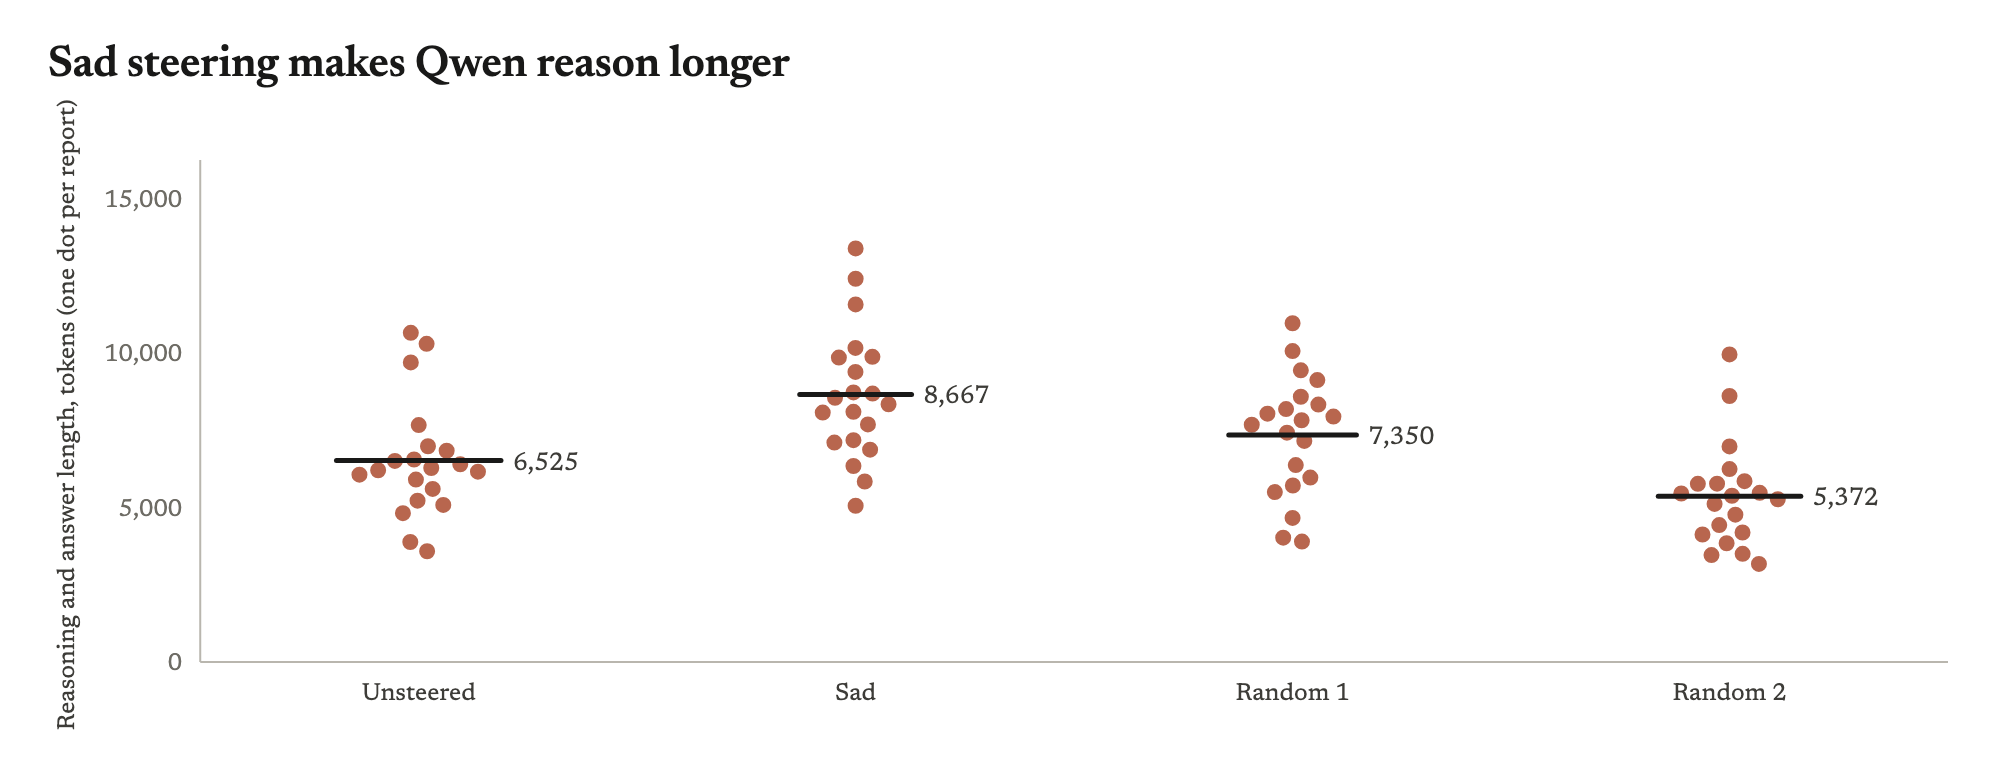 Sad steering makes Qwen reason longer
Reasoning and answer length, tokens (one dot per report)
15,000
10,000
5,000
0
8,667
7,350
6,525
5,372
Unsteered
Sad
Random 1
Random 2